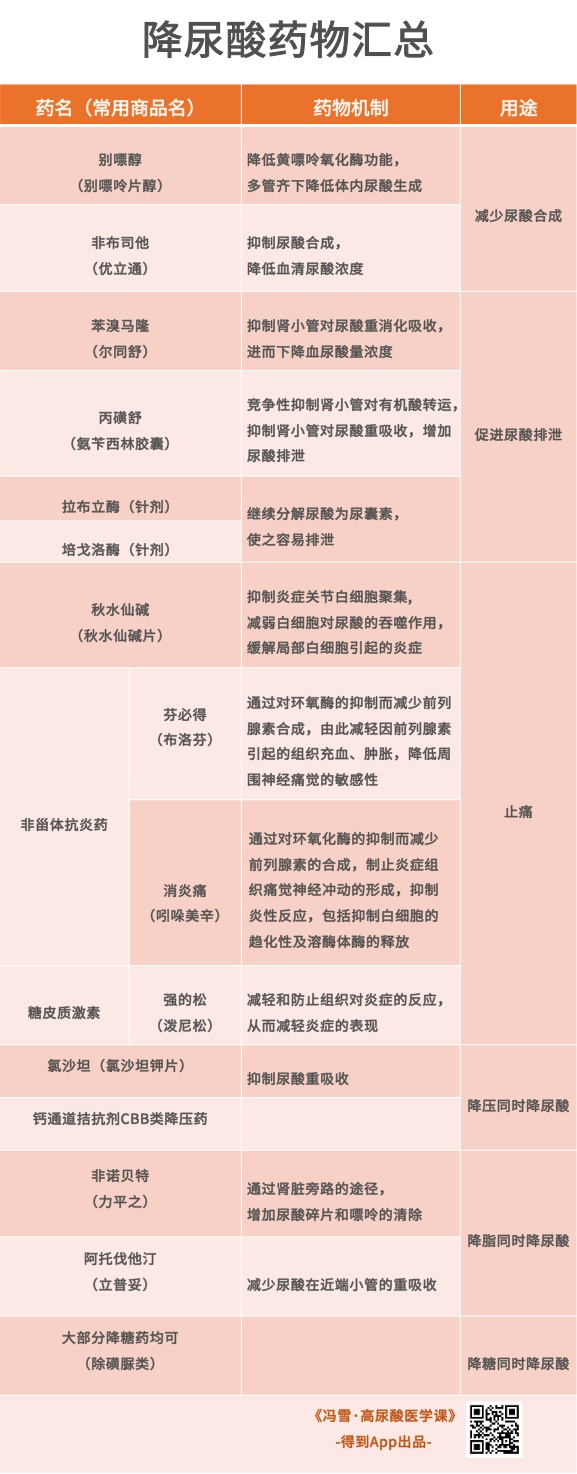 降尿酸药物汇总
药名（常用商品名）
药物机制
用途
别嘌醇
（别嘌呤片醇）
降低黄嘌呤氧化酶功能，
多管齐下降低体内尿酸生成
减少尿酸合成
非布司他
（优立通）
抑制尿酸合成，
降低血清尿酸浓度
苯溴马隆
（尔同舒）
抑制肾小管对尿酸重消化吸收，
进而下降血尿酸量浓度
促进尿酸排泄
丙磺舒
（氨苄西林胶囊）
竞争性抑制肾小管对有机酸转运，
抑制肾小管对尿酸重吸收，增加
尿酸排泄
拉布立酶（针剂）
培戈洛酶（针剂）
继续分解尿酸为尿囊素，
使之容易排泄
秋水仙碱
（秋水仙碱片）
抑制炎症关节白细胞聚集，
减弱白细胞对尿酸的吞噬作用，
缓解局部白细胞引起的炎症
止痛
非甾体抗炎药
芬必得
（布洛芬）
通过对环氧酶的抑制而减少前列
腺素合成，由此减轻因前列腺素
引起的组织充血、肿胀，降低周
围神经痛觉的敏感性
消炎痛
（吲哚美辛）
通过对环氧化酶的抑制而减少
前列腺素的合成，制止炎症组
织痛觉神经冲动的形成，抑制
炎性反应，包括抑制白细胞的
趋化性及溶酶体酶的释放
糖皮质激素
强的松
（泼尼松）
减轻和防止组织对炎症的反应，
从而减轻炎症的表现
氯沙坦（氯沙坦钾片）
抑制尿酸重吸收
降压同时降尿酸
钙通道拮抗剂CBB类降压药
非诺贝特
（力平之）
通过肾脏旁路的途径，
增加尿酸碎片和嘌呤的清除
降脂同时降尿酸
阿托伐他汀
（立普妥）
减少尿酸在近端小管的重吸收
大部分降糖药均可
（除磺脲类）
降糖同时降尿酸
《冯雪·高尿酸医学课》
-得到App出品-